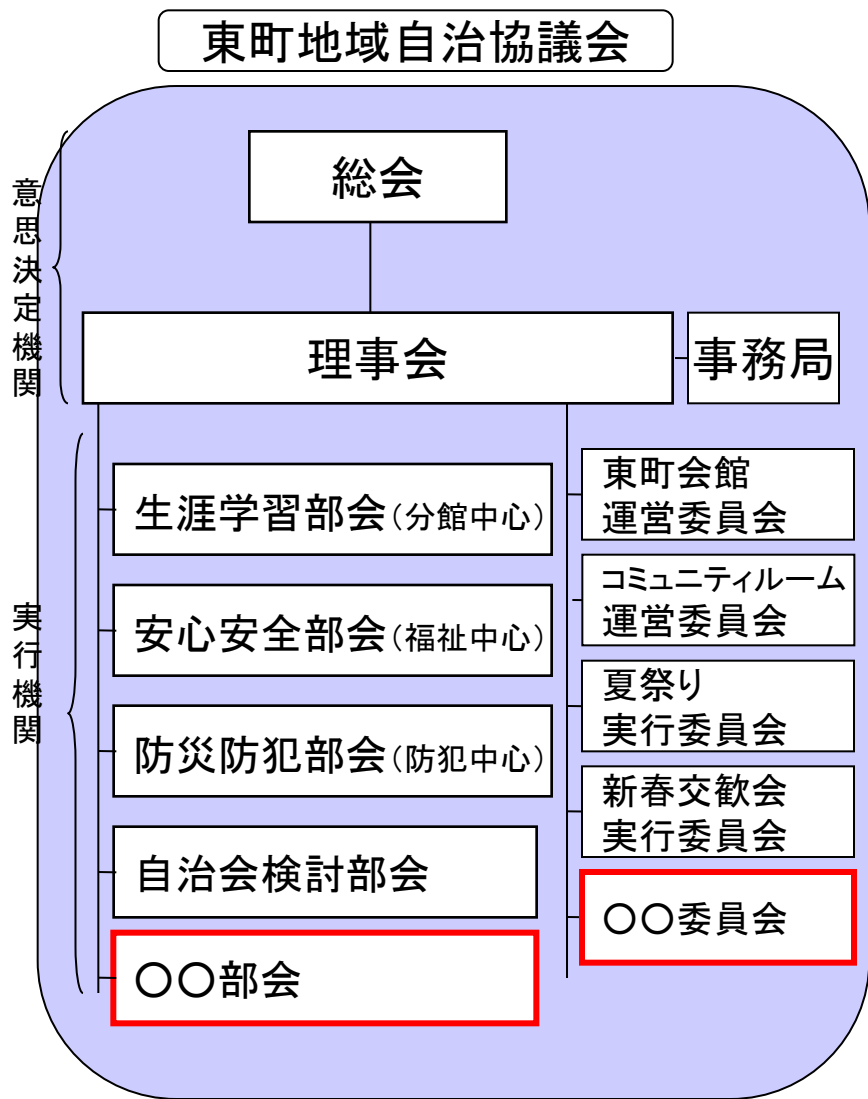 東町地域自治協議会
意思決定機関
総会
理事会
事務局
実行機関
生涯学習部会(分館中心)
安心安全部会(福祉中心)
防災防犯部会(防犯中心)
自治会検討部会
〇〇部会
東町会館
運営委員会
コミュニティルーム
運営委員会
夏祭り
実行委員会
新春交歓会
実行委員会
〇〇委員会